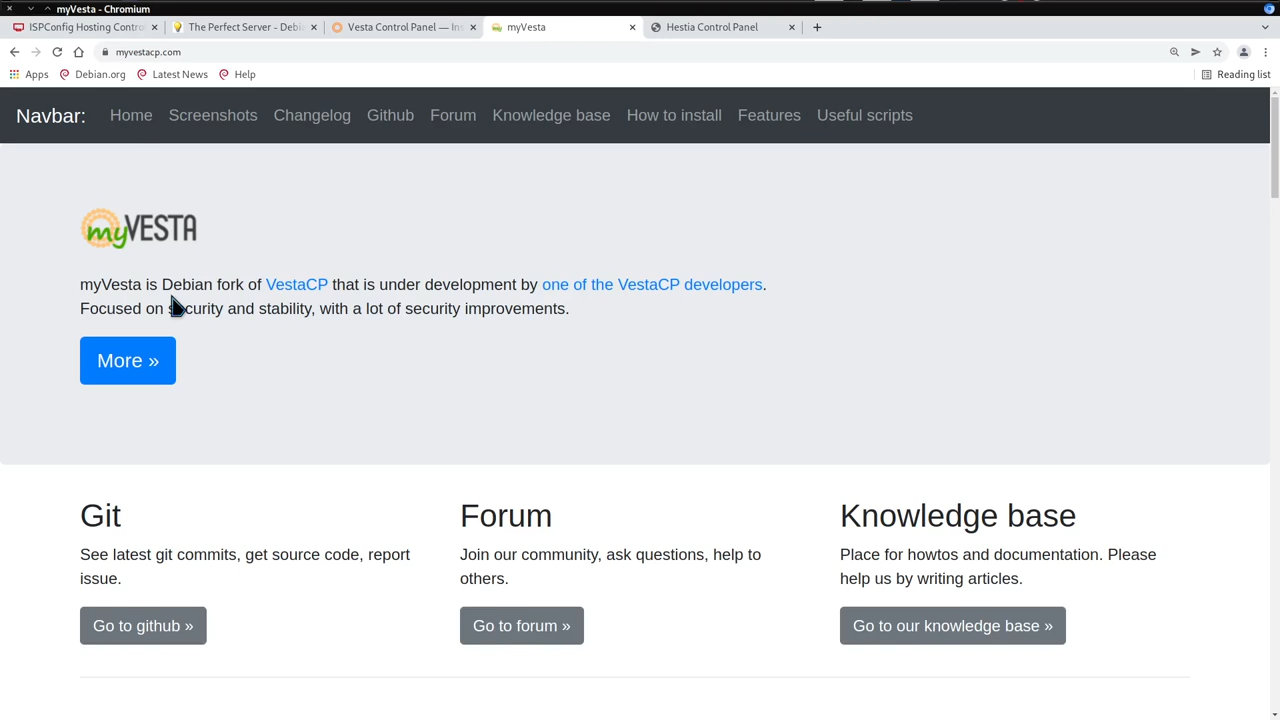 myVesta - Chromium
ISPConfig Hosting Contro
The Perfect Server - Debi
Vesta Control Panel — Ins
myVesta
Hestia Control Panel
myvestacp.com
Apps
Debian.org
Latest News
Help
Reading list
Navbar:
Home
Screenshots
Changelog
Github
Forum
Knowledge base
How to install
Features
Useful scripts
myVESTA
myVesta is Debian fork of VestaCP that is under development by one of the VestaCP developers.
Focused on security and stability, with a lot of security improvements.
More »
Git
See latest git commits, get source code, report
issue.
Go to github »
Forum
Join our community, ask questions, help to
others.
Go to forum »
Knowledge base
Place for howtos and documentation. Please
help us by writing articles.
Go to our knowledge base »